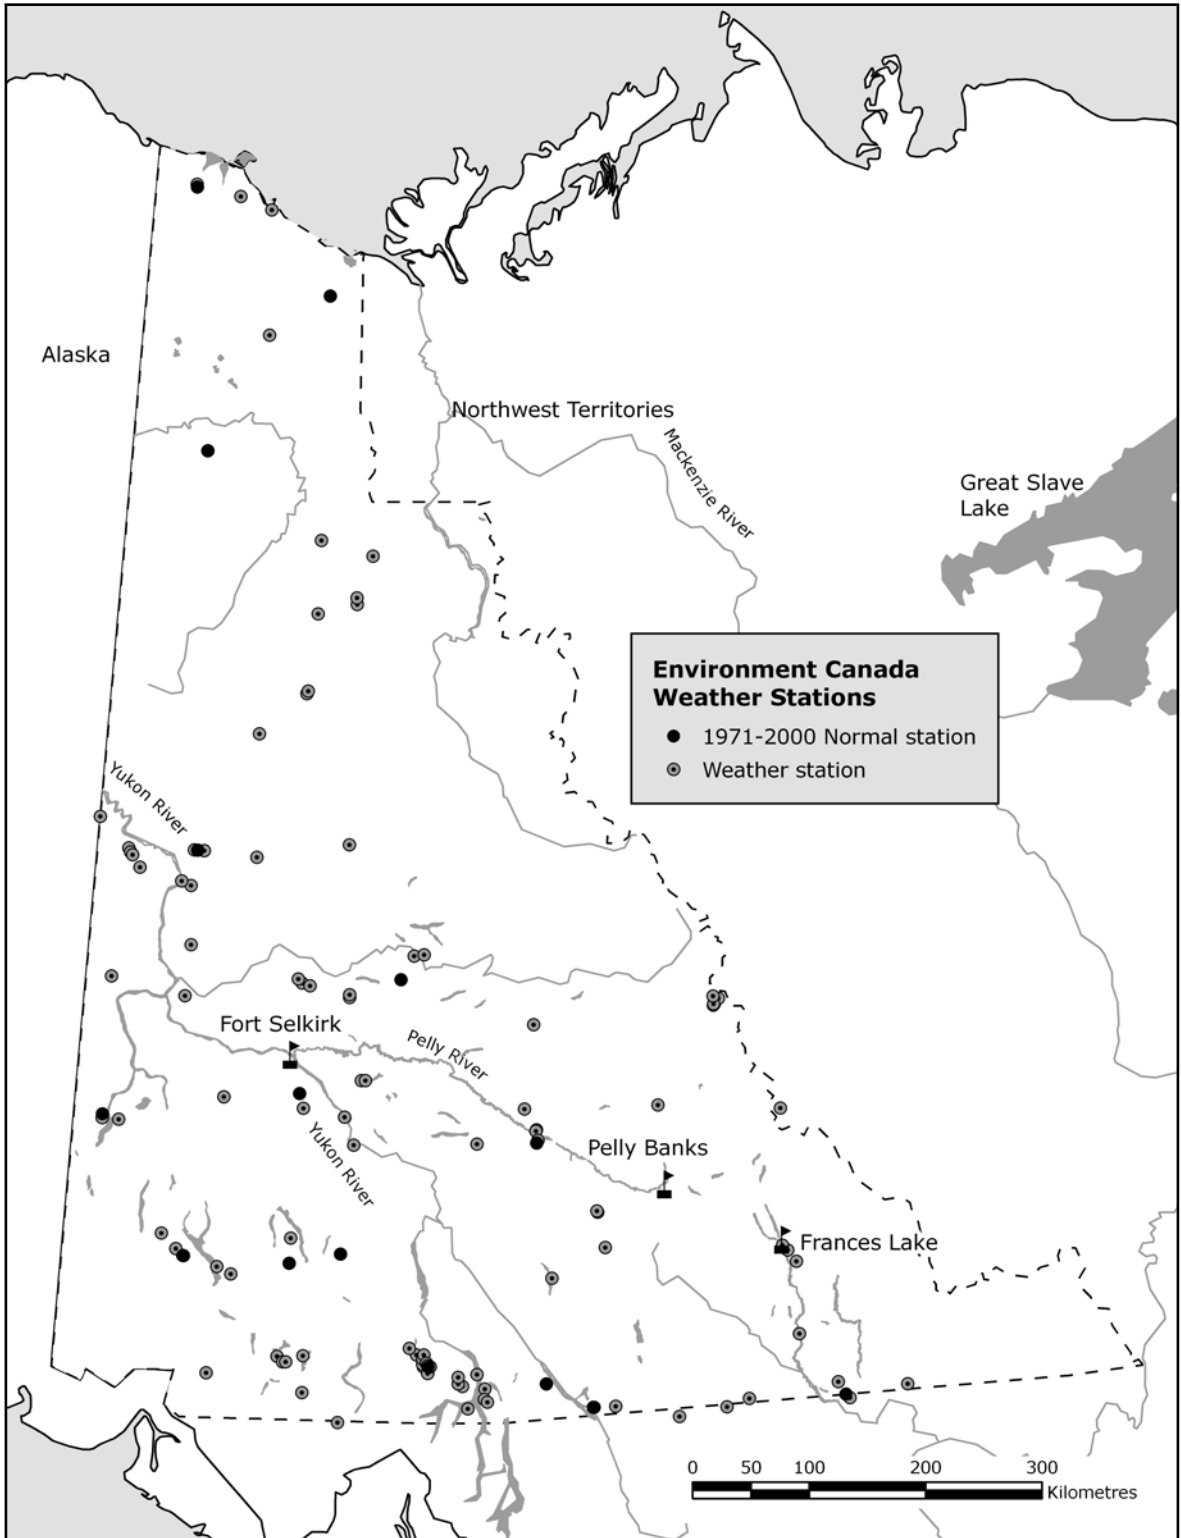 Alaska
Northwest Territories
Mackenzie River
Great Slave
Lake
Environment Canada
Weather Stations
1971-2000 Normal station
Weather station
Yukon River
Fort Selkirk
Pelly River
Yukon River
Pelly Banks
Frances Lake
0 50 100 200 300
Kilometres